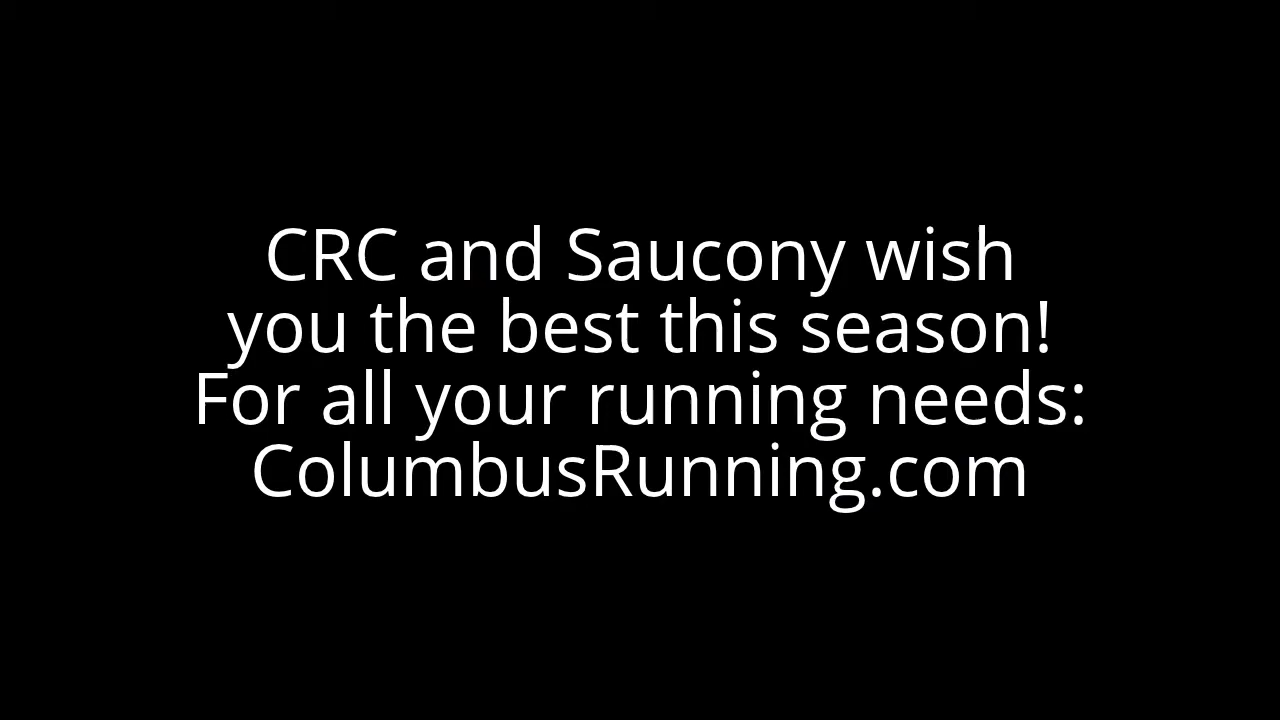 CRC and Saucony wish
you the best this season!
For all your running needs:
ColumbusRunning.com